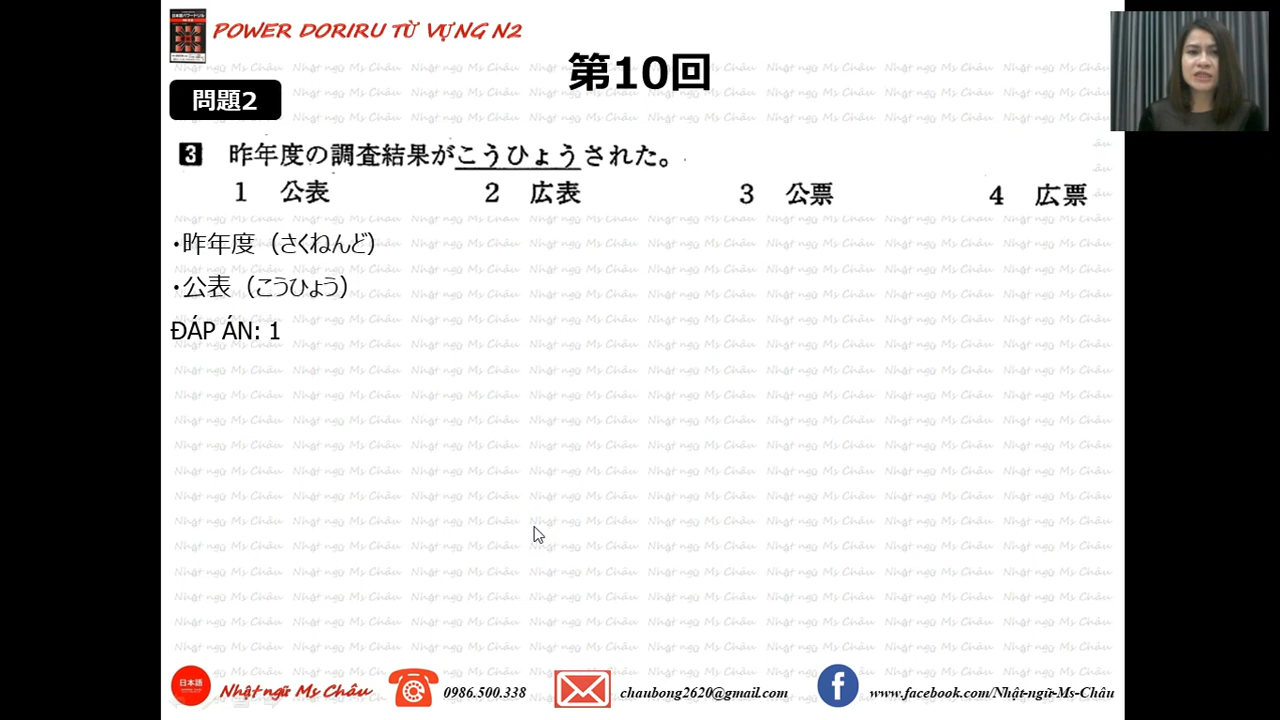 POWER DORIRU TỪ VỰNG N2
第10回
問題2
3 昨年度の調査結果がこうひょうされた。
1 公表 2 広表 3 公票 4 広票
・昨年度（さくねんど）
・公表（こうひょう）
ĐÁP ÁN: 1
日本語
Nhật ngữ Ms Châu
0986.500.338
chaubong2620@gmail.com
www.facebook.com/Nhật-ngữ-Ms-Châu